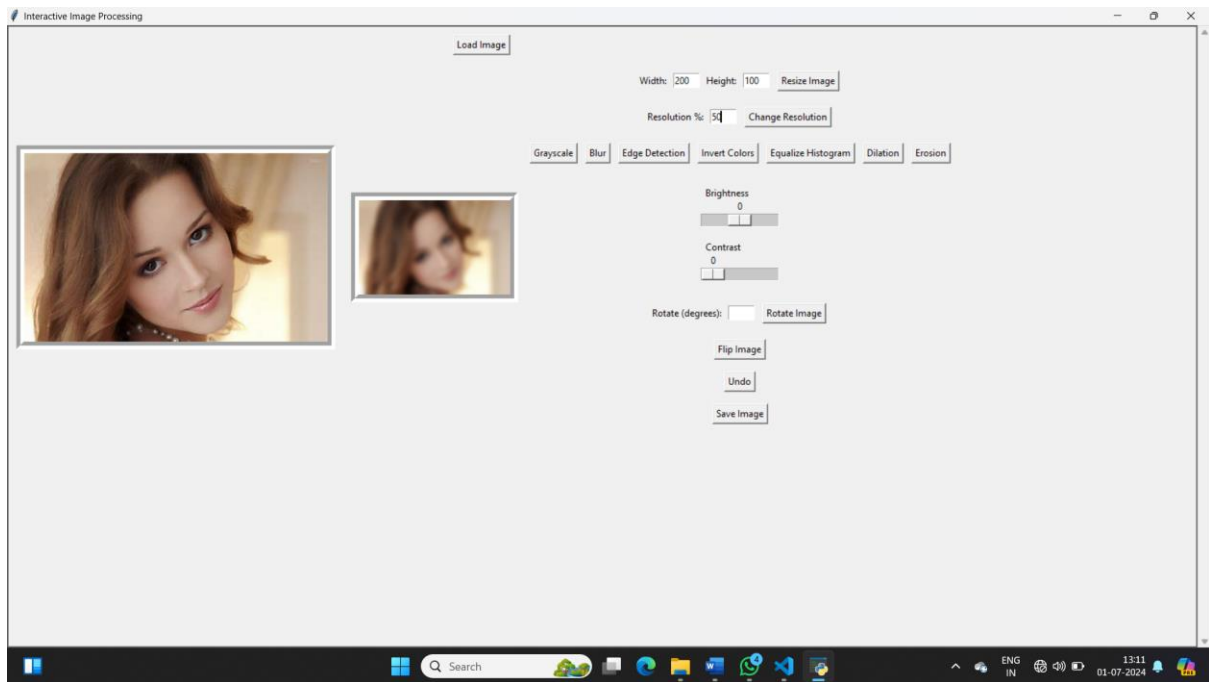 Interactive Image Processing
Load Image
Width: 200 Height: 100 Resize Image
Resolution %: 50 Change Resolution
Grayscale Blur Edge Detection Invert Colors Equalize Histogram Dilation Erosion
Brightness
0
Contrast
0
Rotate (degrees): Rotate Image
Flip Image
Undo
Save Image
Search
4
ENG
IN
13:11
01-07-2024